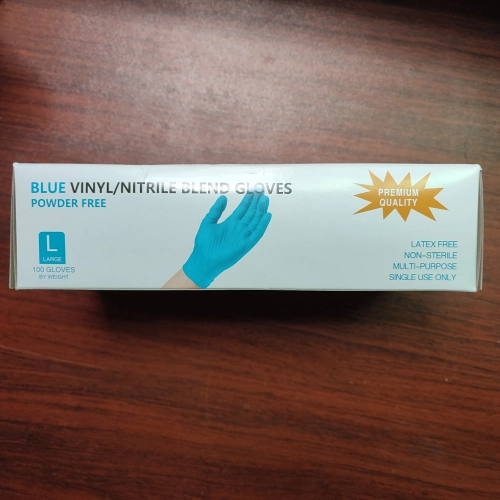 BLUE VINYL/NITRILE BLEND GLOVES
POWDER FREE
PREMIUM
QUALITY
L
LARGE
100 GLOVES
BY WEIGHT
LATEX FREE
NON-STERILE
MULTI-PURPOSE
SINGLE USE ONLY